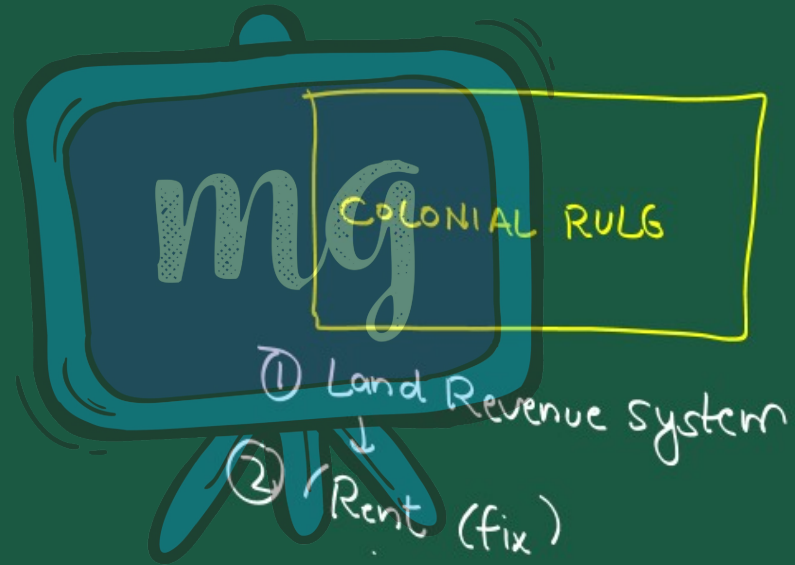 mg
COLONIAL RULG
① Land Revenue system
↓
② Rent (fix)